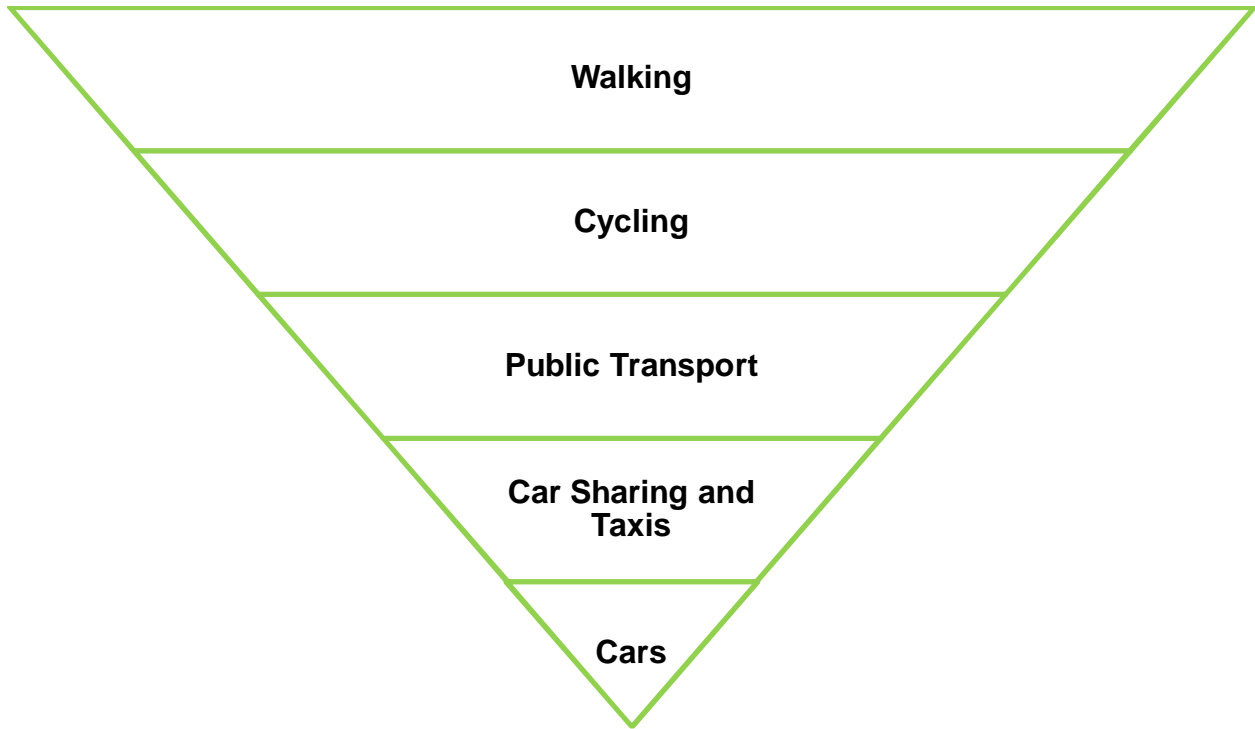 Walking
Cycling
Public Transport
Car Sharing and
Taxis
Cars